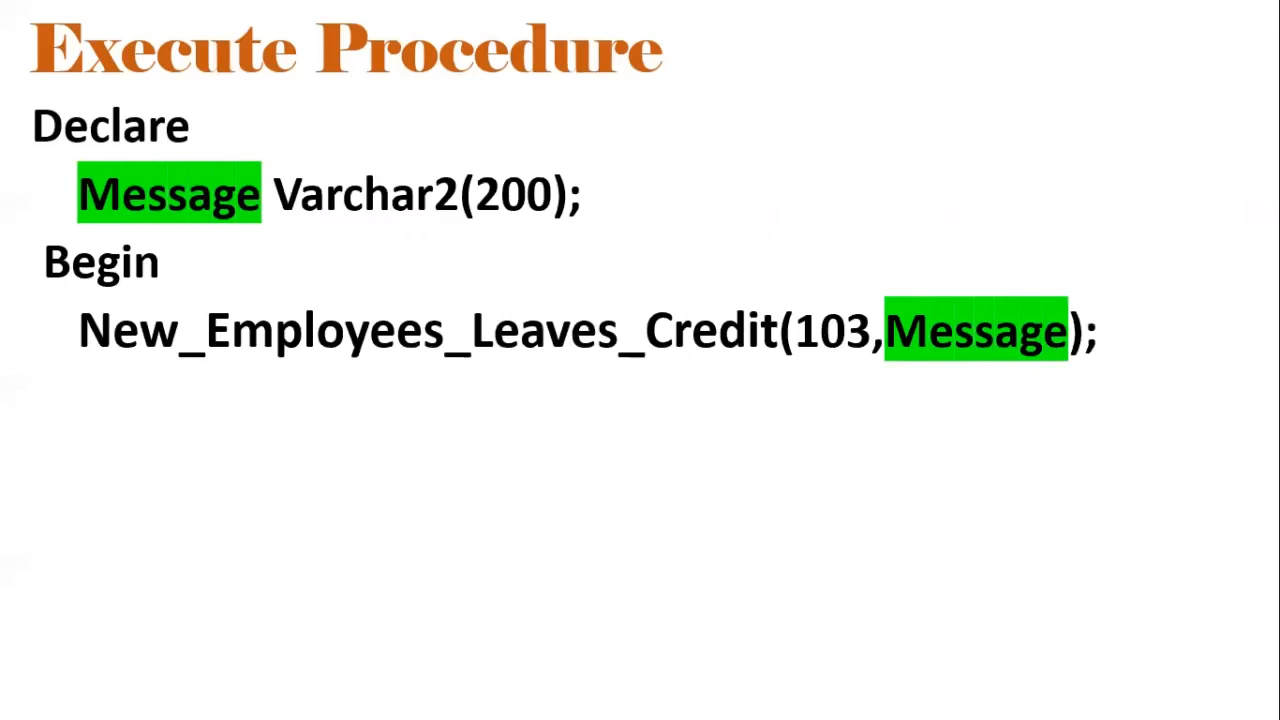 Execute Procedure
Declare
Message Varchar2(200);
Begin
New_Employees_Leaves_Credit(103,Message);